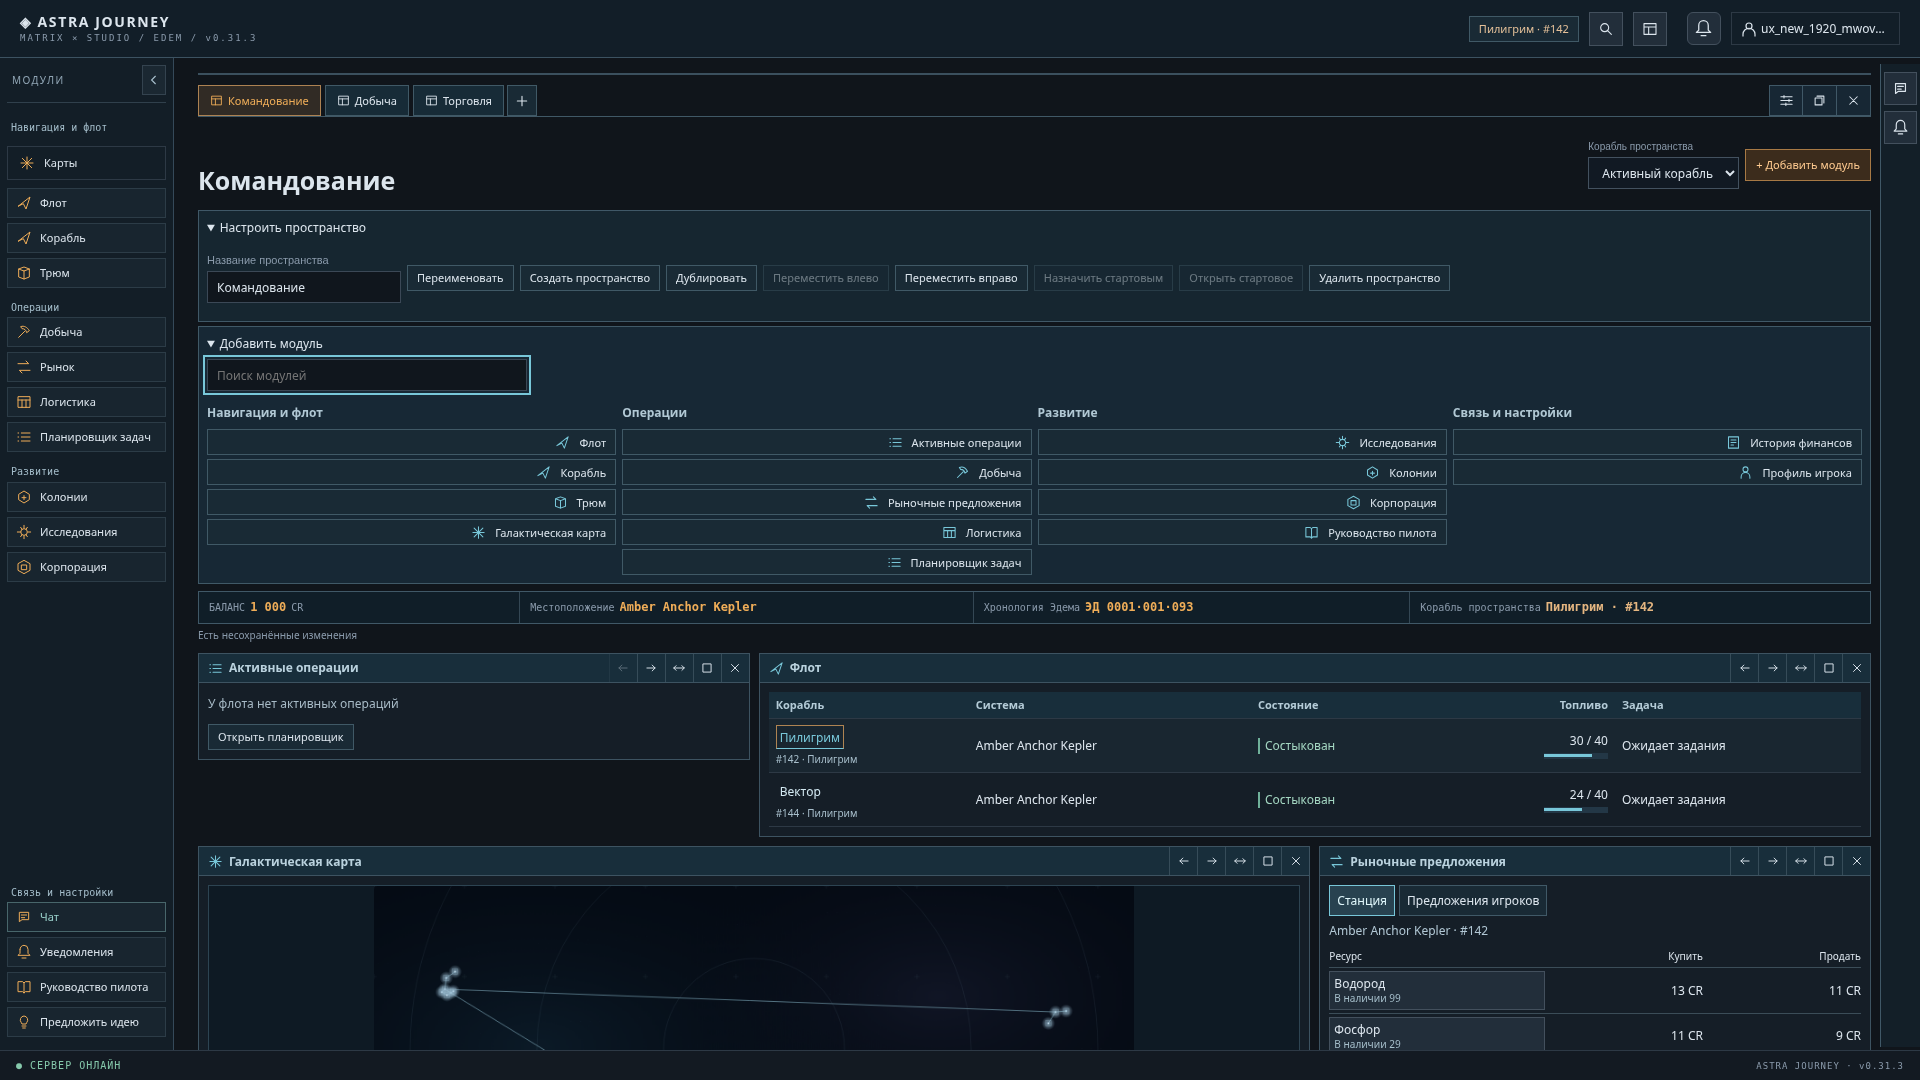 ◈ ASTRA JOURNEY
MATRIX × STUDIO / EDEM / v0.31.3
Пилигрим · #142
ux_new_1920_mwov...
МОДУЛИ
Навигация и флот
Карты
Флот
Корабль
Трюм
Операции
Добыча
Рынок
Логистика
Планировщик задач
Развитие
Колонии
Исследования
Корпорация
Связь и настройки
Чат
Уведомления
Руководство пилота
Предложить идею
Командование
Добыча
Торговля
Командование
Корабль пространства
Активный корабль
+ Добавить модуль
▼ Настроить пространство
Название пространства
Командование
Переименовать
Создать пространство
Дублировать
Переместить влево
Переместить вправо
Назначить стартовым
Открыть стартовое
Удалить пространство
▼ Добавить модуль
Поиск модулей
Навигация и флот
Флот
Корабль
Трюм
Галактическая карта
Операции
Активные операции
Добыча
Рыночные предложения
Логистика
Планировщик задач
Развитие
Исследования
Колонии
Корпорация
Руководство пилота
Связь и настройки
История финансов
Профиль игрока
БАЛАНС 1 000 CR
Местоположение Amber Anchor Kepler
Хронология Эдема ЭД 0001·001·093
Корабль пространства Пилигрим · #142
Есть несохранённые изменения
Активные операции
У флота нет активных операций
Открыть планировщик
Флот
Корабль Система Состояние Топливо Задача
Пилигрим
#142 · Пилигрим
Amber Anchor Kepler
Состыкован
30 / 40
Ожидает задания
Вектор
#144 · Пилигрим
Amber Anchor Kepler
Состыкован
24 / 40
Ожидает задания
Галактическая карта
Рыночные предложения
Станция
Предложения игроков
Amber Anchor Kepler · #142
Ресурс Купить Продать
Водород
В наличии 99
13 CR
11 CR
Фосфор
В наличии 29
11 CR
9 CR
● СЕРВЕР ОНЛАЙН
ASTRA JOURNEY · v0.31.3